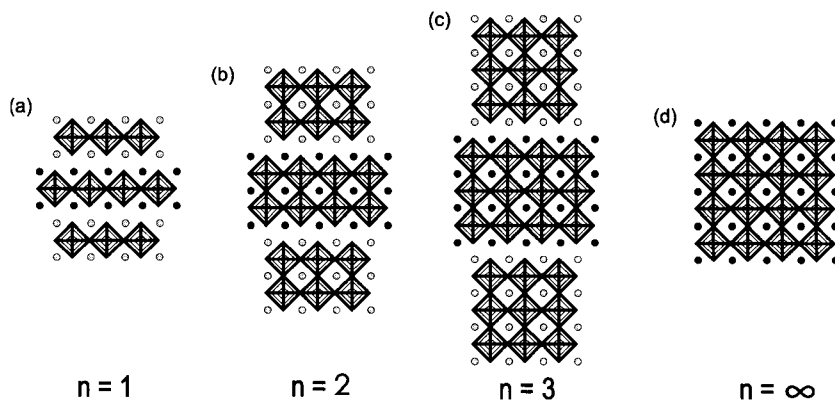 (a)
(b)
(c)
(d)
n = 1
n = 2
n = 3
n = ∞